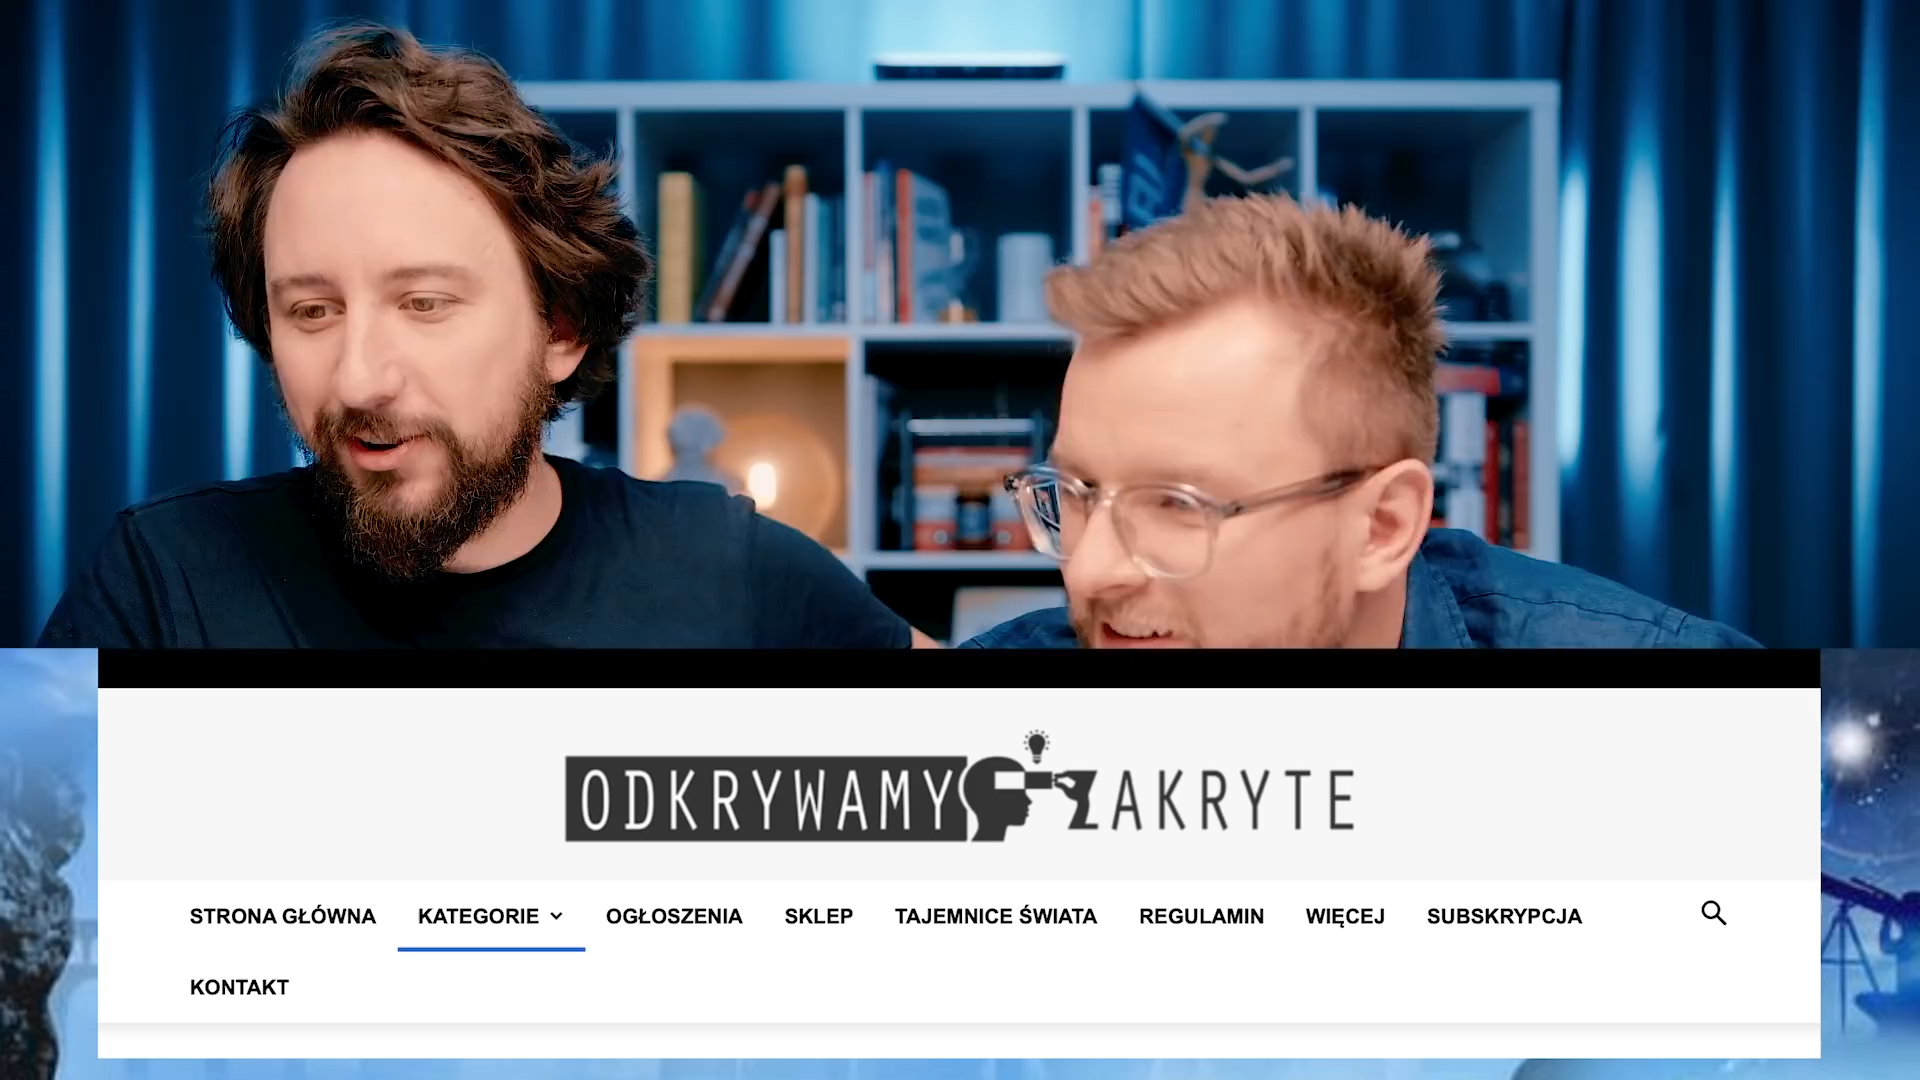 ODKRYWAMY ZAKRYTE
STRONA GŁÓWNA KATEGORIE OGŁOSZENIA SKLEP TAJEMNICE ŚWIATA REGULAMIN WIĘCEJ SUBSKRYPCJA
KONTAKT